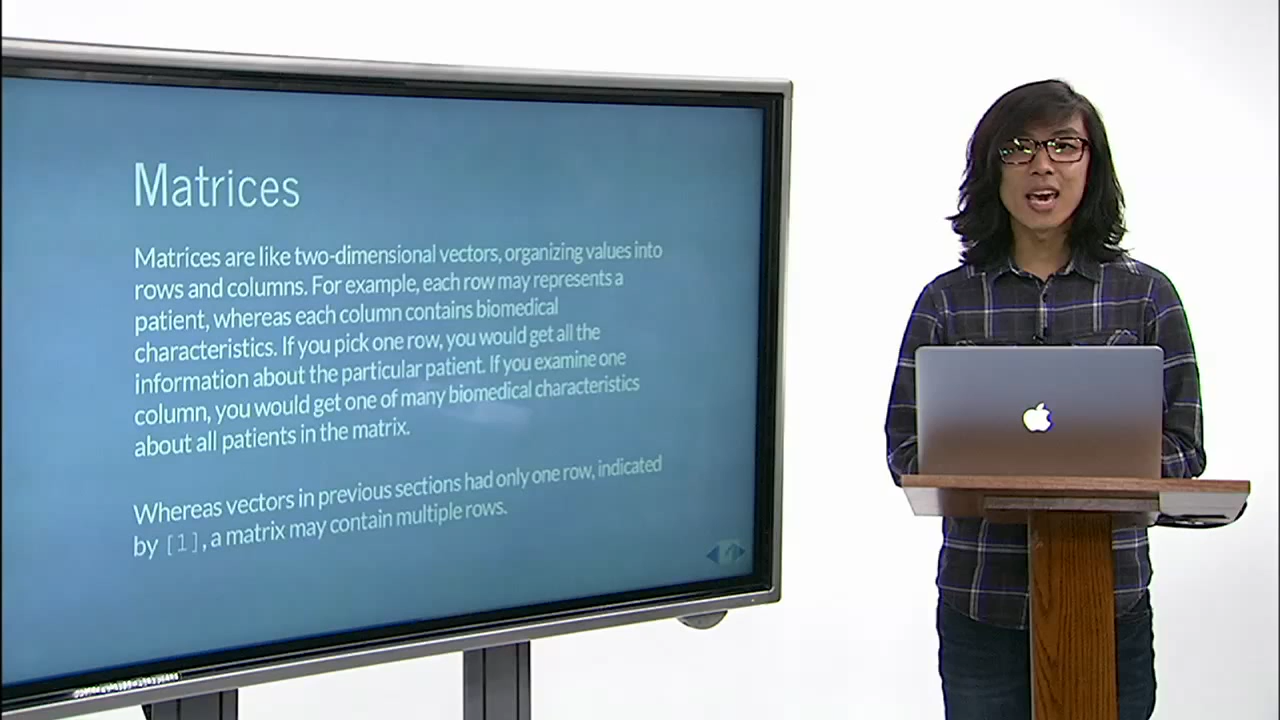 Matrices
Matrices are like two-dimensional vectors, organizing values into
rows and columns. For example, each row may represents a
patient, whereas each column contains biomedical
characteristics. If you pick one row, you would get all the
information about the particular patient. If you examine one
column, you would get one of many biomedical characteristics
about all patients in the matrix.
Whereas vectors in previous sections had only one row, indicated
by [1], a matrix may contain multiple rows.